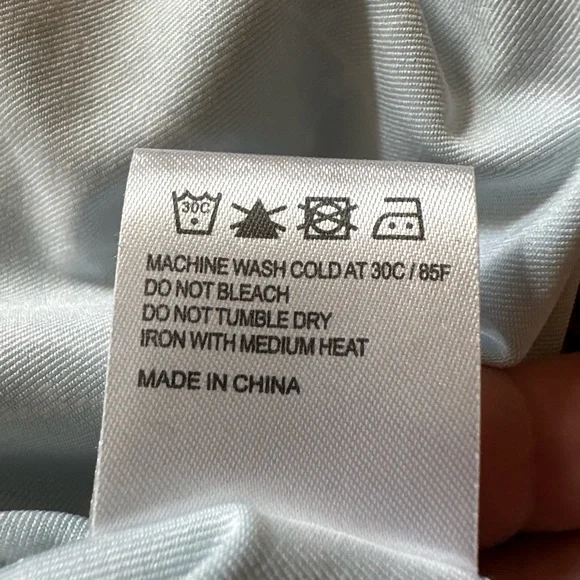 30C
MACHINE WASH COLD AT 30C / 85F
DO NOT BLEACH
DO NOT TUMBLE DRY
IRON WITH MEDIUM HEAT
MADE IN CHINA